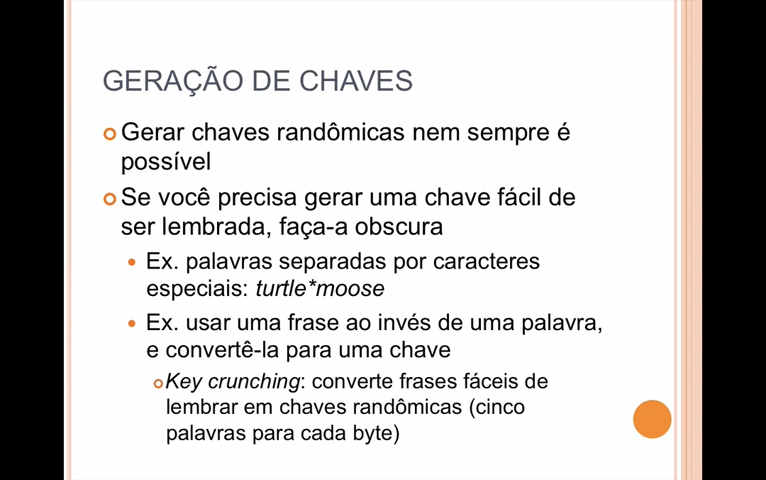 GERAÇÃO DE CHAVES
Gerar chaves randômicas nem sempre é
possível
Se você precisa gerar uma chave fácil de
ser lembrada, faça-a obscura
Ex. palavras separadas por caracteres
especiais: turtle*moose
Ex. usar uma frase ao invés de uma palavra,
e convertê-la para uma chave
Key crunching: converte frases fáceis de
lembrar em chaves randômicas (cinco
palavras para cada byte)